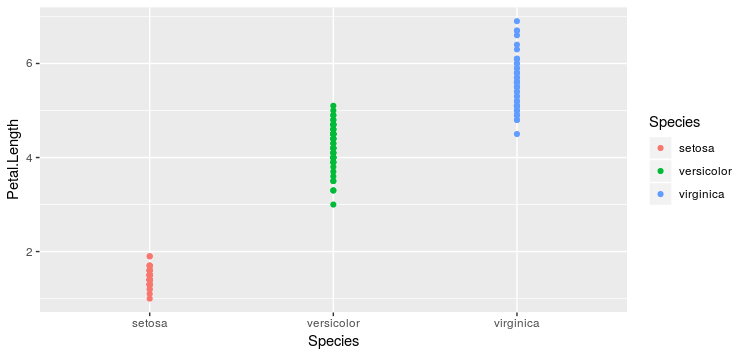 Petal.Length
6
4
2
setosa
versicolor
virginica
Species
Species
setosa
versicolor
virginica